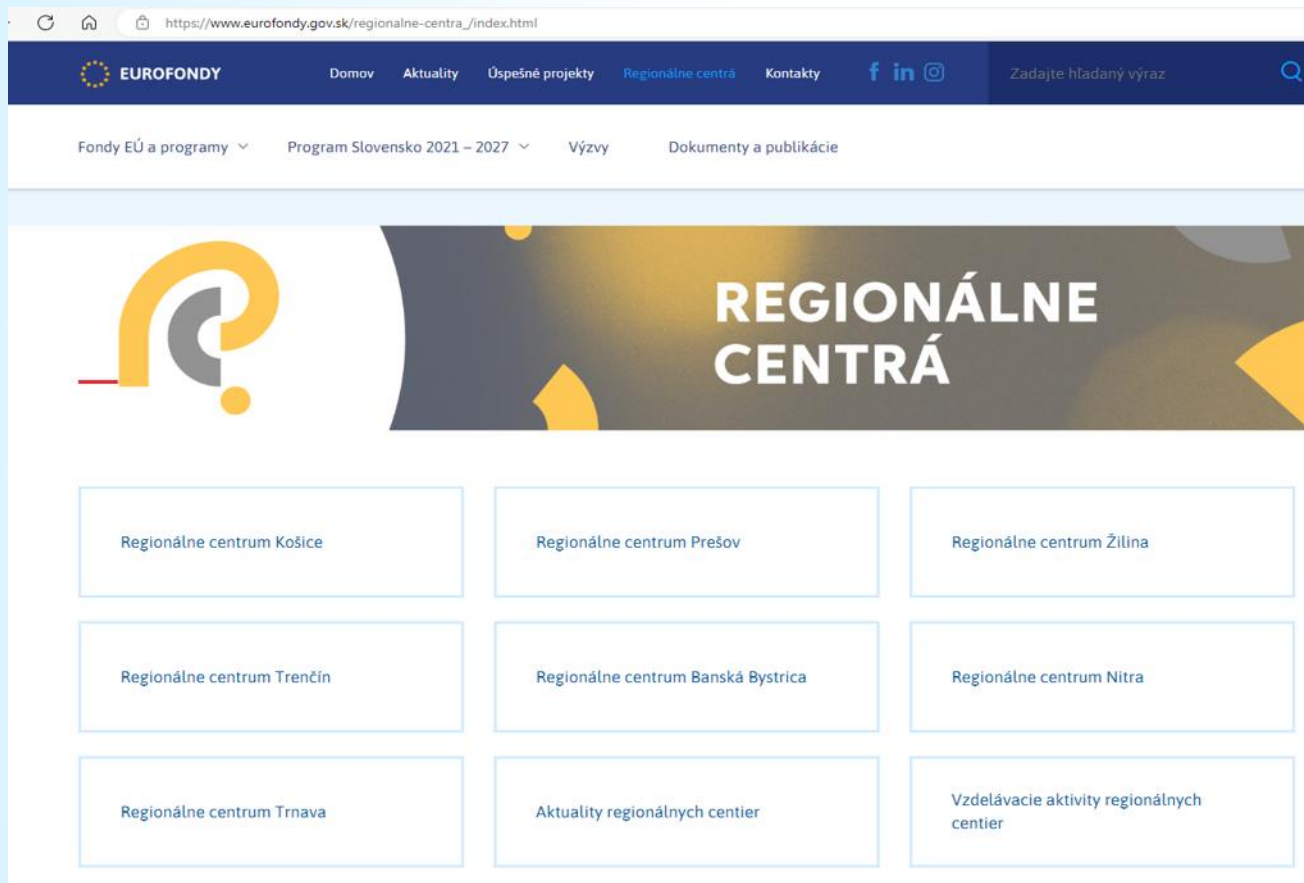 https://www.eurofondy.gov.sk/regionalne-centra_/index.html
EUROFONDY Domov Aktuality Úspešné projekty Regionálne centrá Kontakty f in Zadajte hľadaný výraz
Fondy EÚ a programy Program Slovensko 2021 – 2027 Výzvy Dokumenty a publikácie
REGIONÁLNE
CENTRÁ
Regionálne centrum Košice Regionálne centrum Prešov Regionálne centrum Žilina
Regionálne centrum Trenčín Regionálne centrum Banská Bystrica Regionálne centrum Nitra
Regionálne centrum Trnava Aktuality regionálnych centier Vzdelávacie aktivity regionálnych
centier